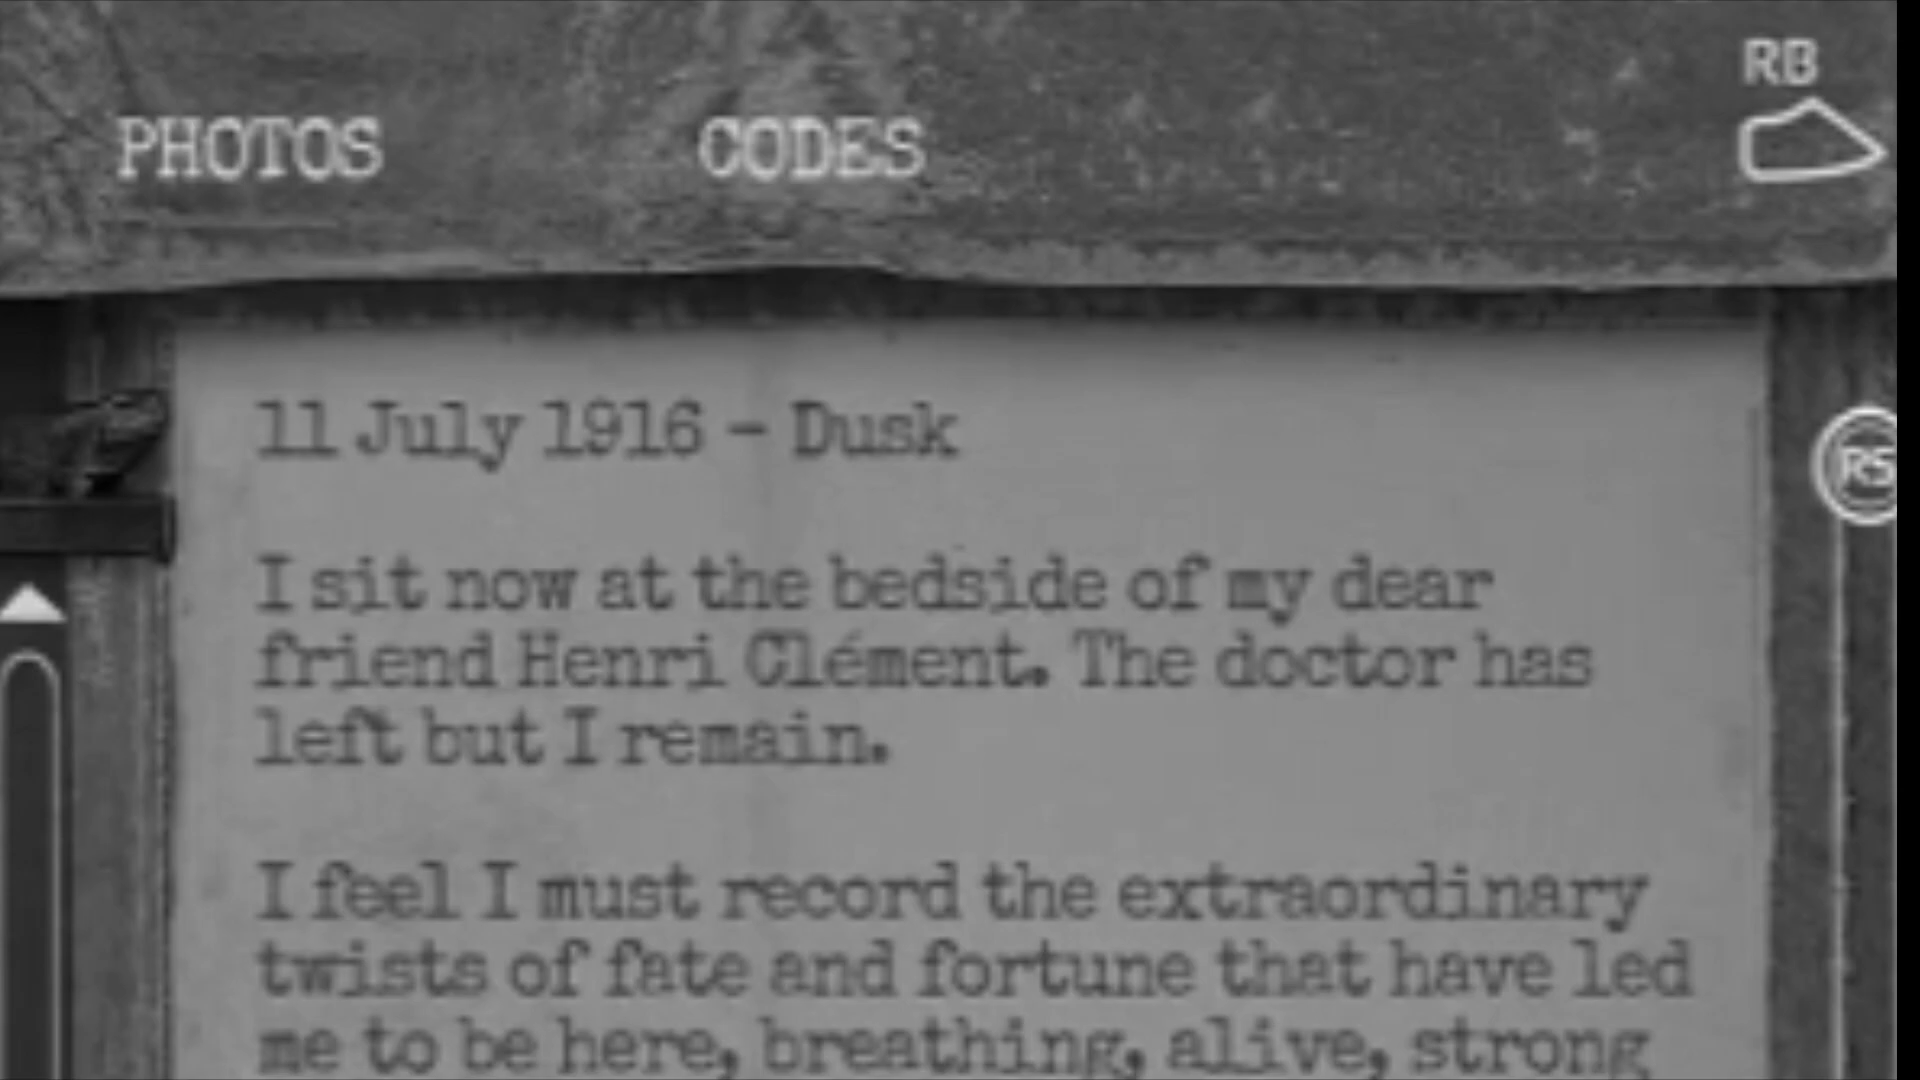 RB
PHOTOS CODES
11 July 1916 - Dusk
RS
I sit now at the bedside of my dear
friend Henri Clément. The doctor has
left but I remain.
I feel I must record the extraordinary
twists of fate and fortune that have led
me to be here, breathing, alive, strong